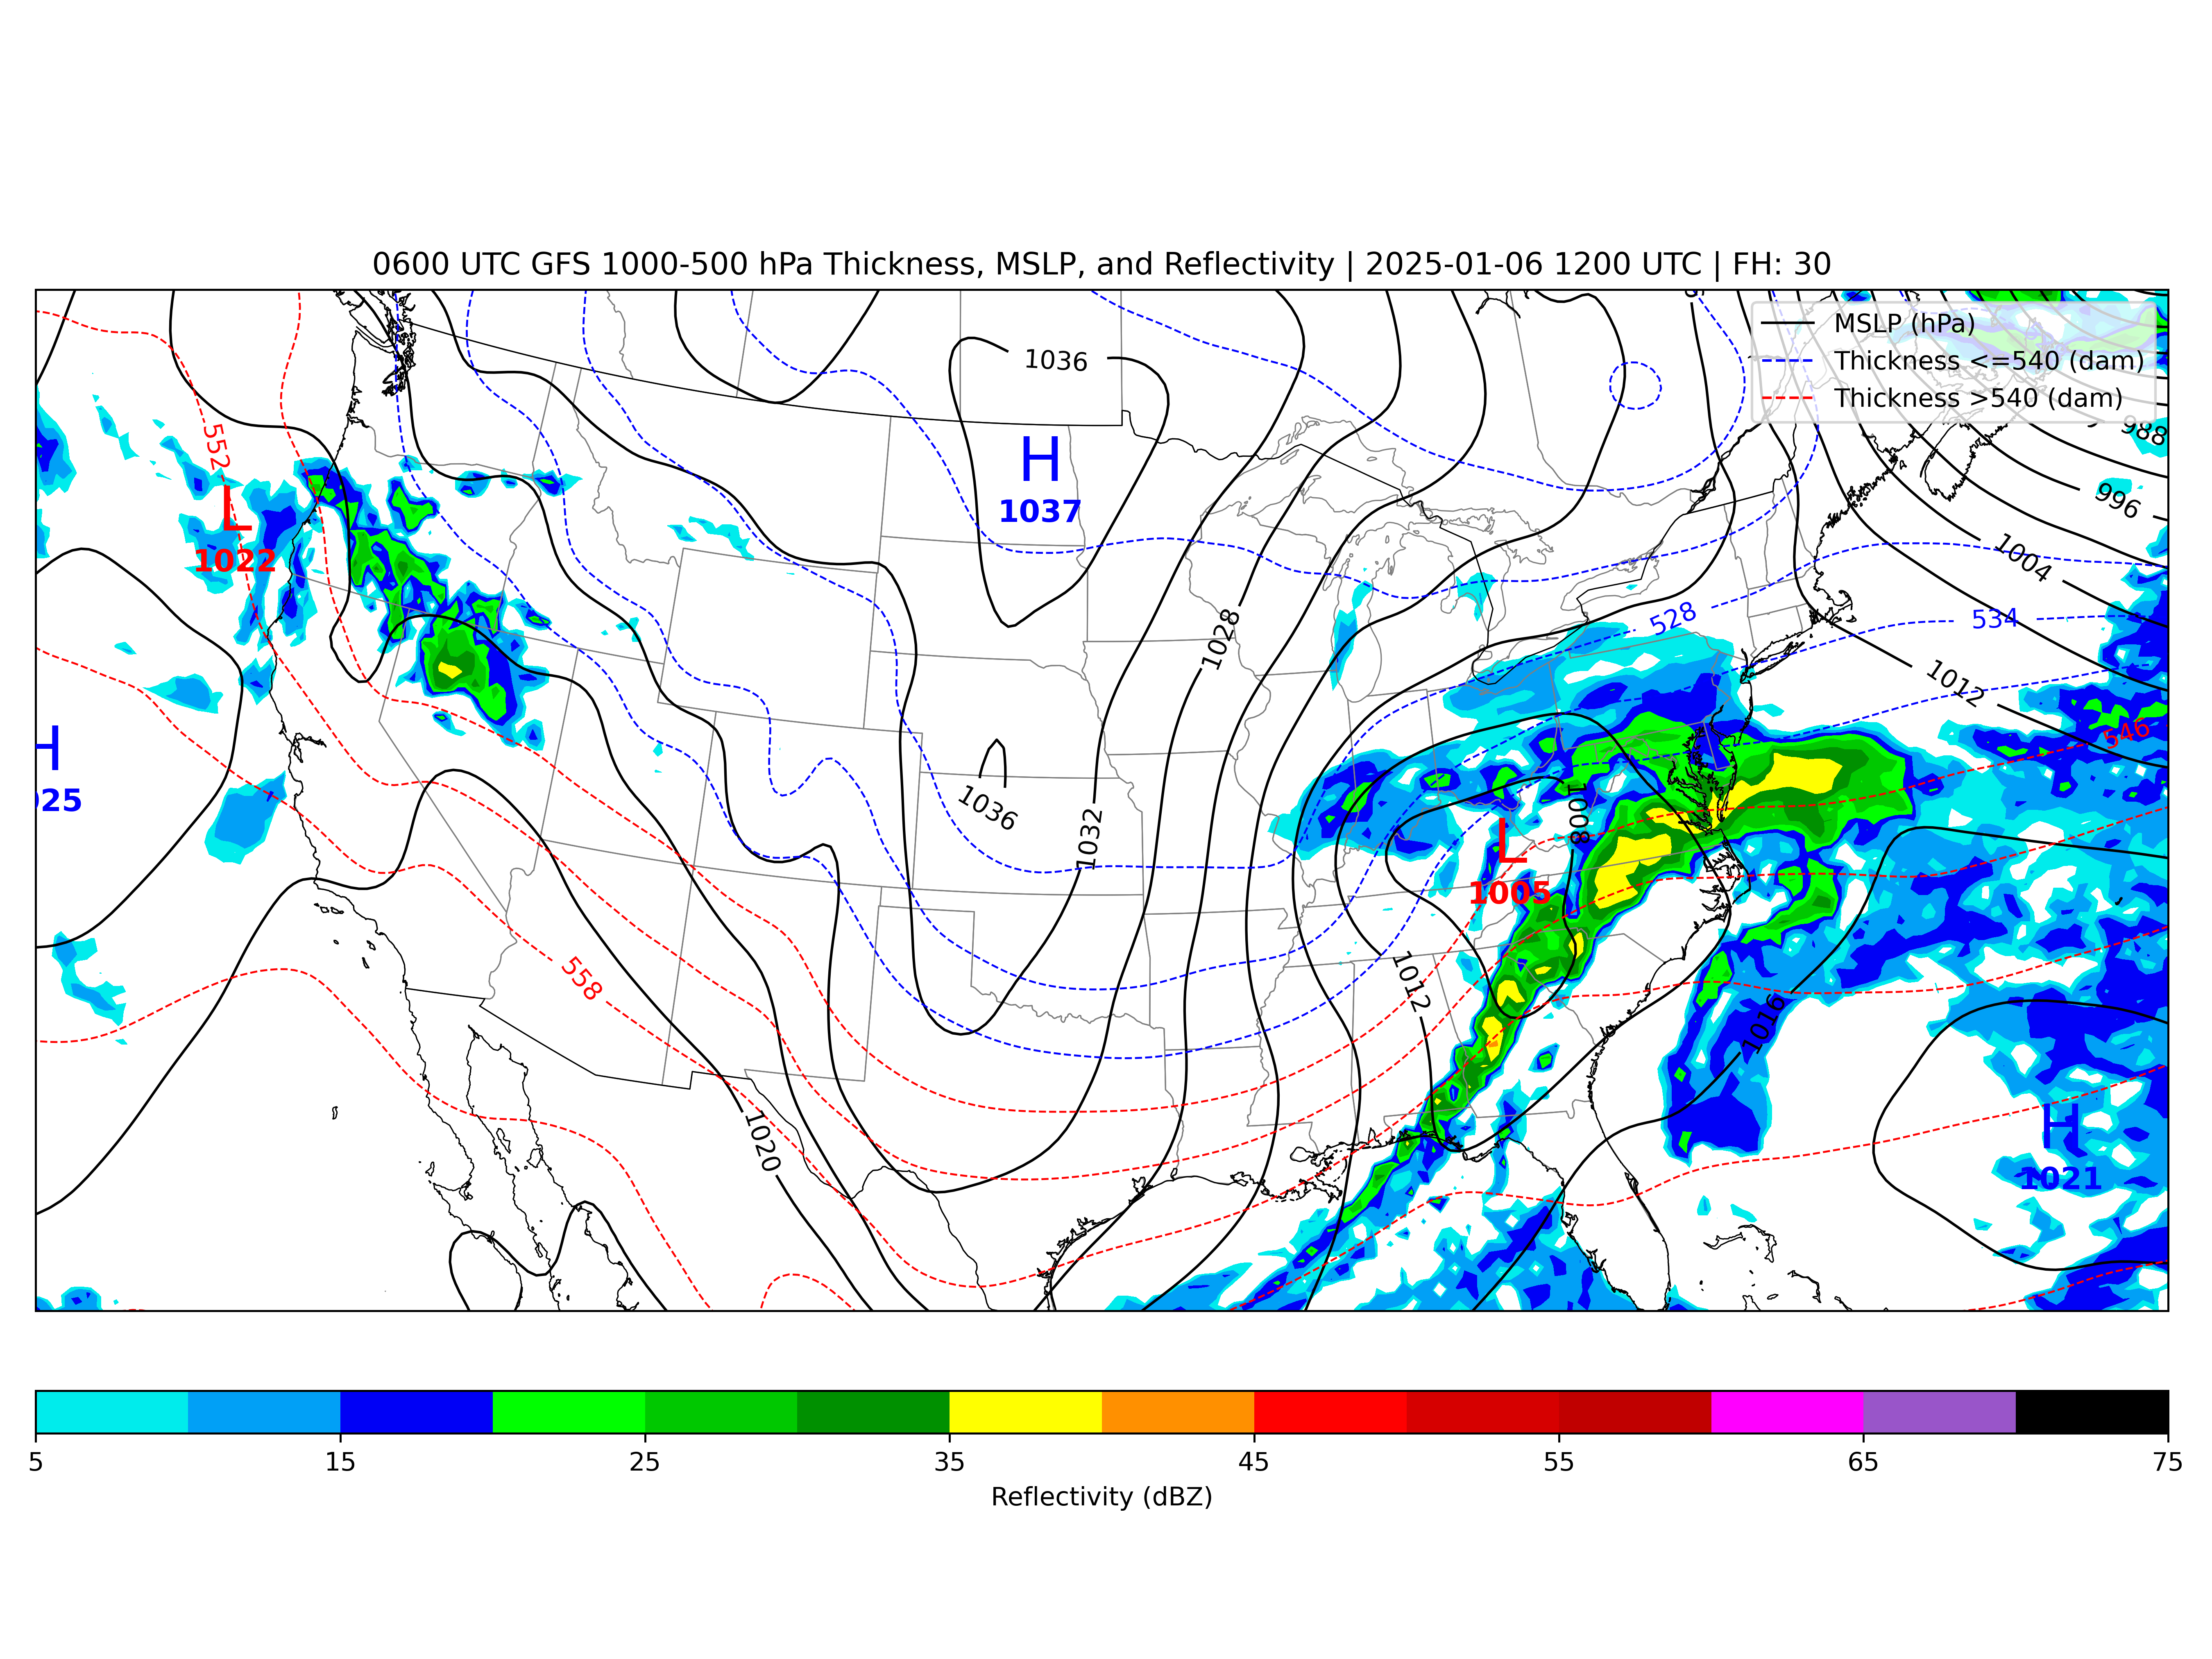 0600 UTC GFS 1000-500 hPa Thickness, MSLP, and Reflectivity | 2025-01-06 1200 UTC | FH: 30
MSLP (hPa)
Thickness <=540 (dam)
Thickness >540 (dam)
1036
988
552
H
1037
996
L
1022
1004
528
534
1028
1012
546
H
025
1036
1032
1008
L
1005
558
1012
1016
1020
H
1021
5 15 25 35 45 55 65 75
Reflectivity (dBZ)